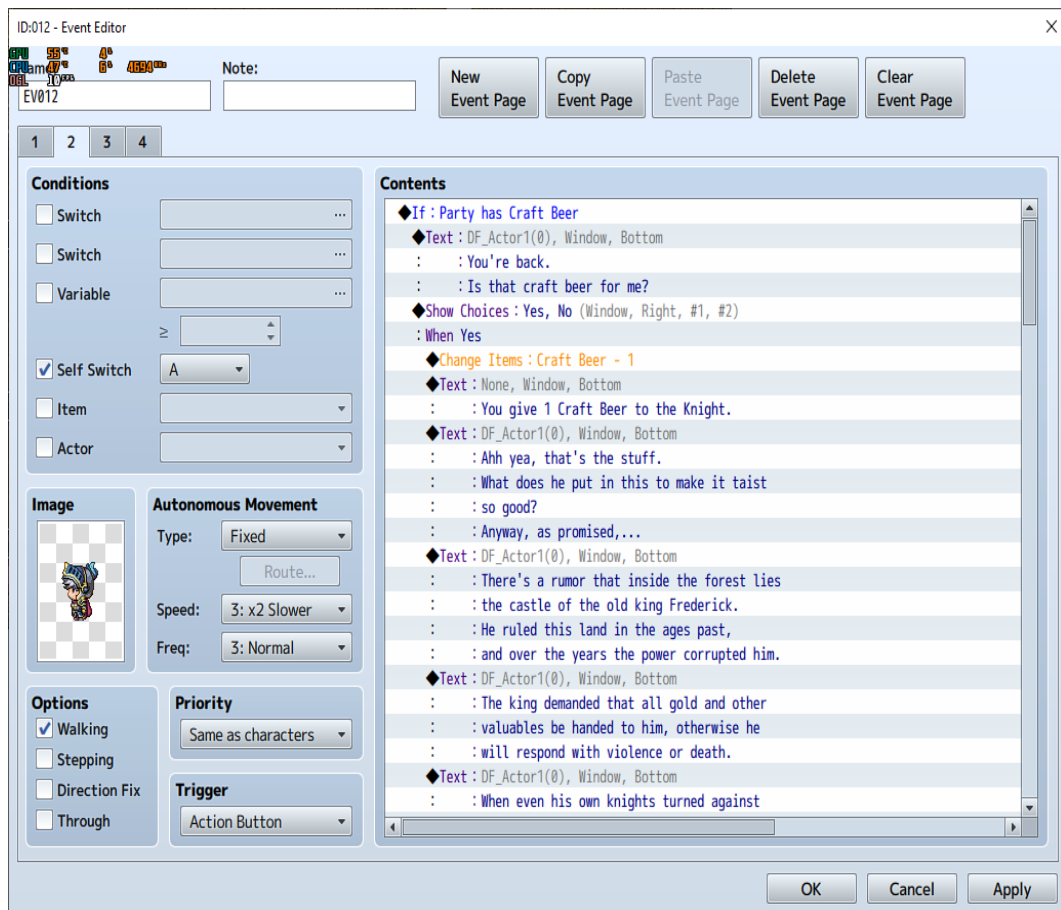 ID:012 - Event Editor
GPU 55°C 4%
CPU 47°C 6% 4694MHz
OGL 10FPS
Note:
EV012
New Event Page
Copy Event Page
Paste Event Page
Delete Event Page
Clear Event Page
1 2 3 4
Conditions
Switch ...
Switch ...
Variable ...
≥
Self Switch A
Item
Actor
Image
Autonomous Movement
Type: Fixed
Route...
Speed: 3: x2 Slower
Freq: 3: Normal
Options
Walking
Stepping
Direction Fix
Through
Priority
Same as characters
Trigger
Action Button
Contents
◆If : Party has Craft Beer
◆Text : DF_Actor1(0), Window, Bottom
: : You're back.
: : Is that craft beer for me?
◆Show Choices : Yes, No (Window, Right, #1, #2)
: When Yes
◆Change Items : Craft Beer - 1
◆Text : None, Window, Bottom
: : You give 1 Craft Beer to the Knight.
◆Text : DF_Actor1(0), Window, Bottom
: : Ahh yea, that's the stuff.
: : What does he put in this to make it taist
: : so good?
: : Anyway, as promised,...
◆Text : DF_Actor1(0), Window, Bottom
: : There's a rumor that inside the forest lies
: : the castle of the old king Frederick.
: : He ruled this land in the ages past,
: : and over the years the power corrupted him.
◆Text : DF_Actor1(0), Window, Bottom
: : The king demanded that all gold and other
: : valuables be handed to him, otherwise he
: : will respond with violence or death.
◆Text : DF_Actor1(0), Window, Bottom
: : When even his own knights turned against
OK
Cancel
Apply